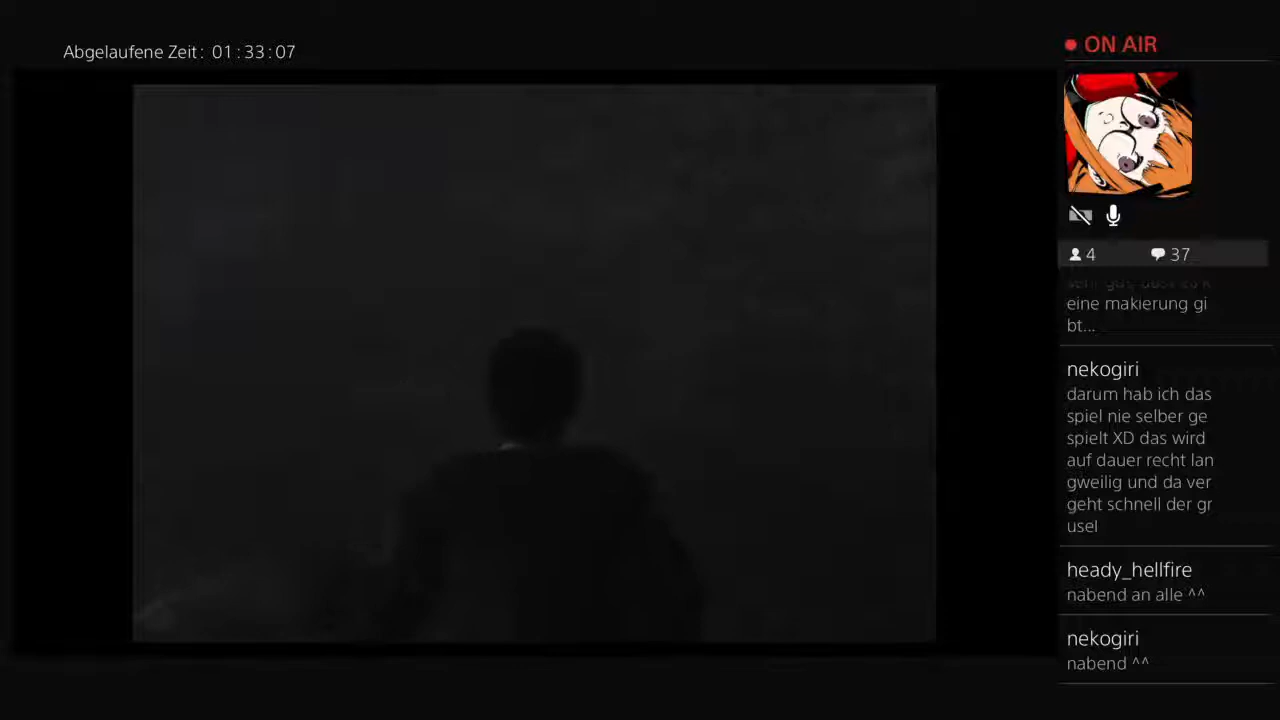 Abgelaufene Zeit: 01:33:07
ON AIR
4 37
eine makierung gi
bt...
nekogiri
darum hab ich das
spiel nie selber ge
spielt XD das wird
auf dauer recht lan
gweilig und da ver
geht schnell der gr
usel
heady_hellfire
nabend an alle ^^
nekogiri
nabend ^^